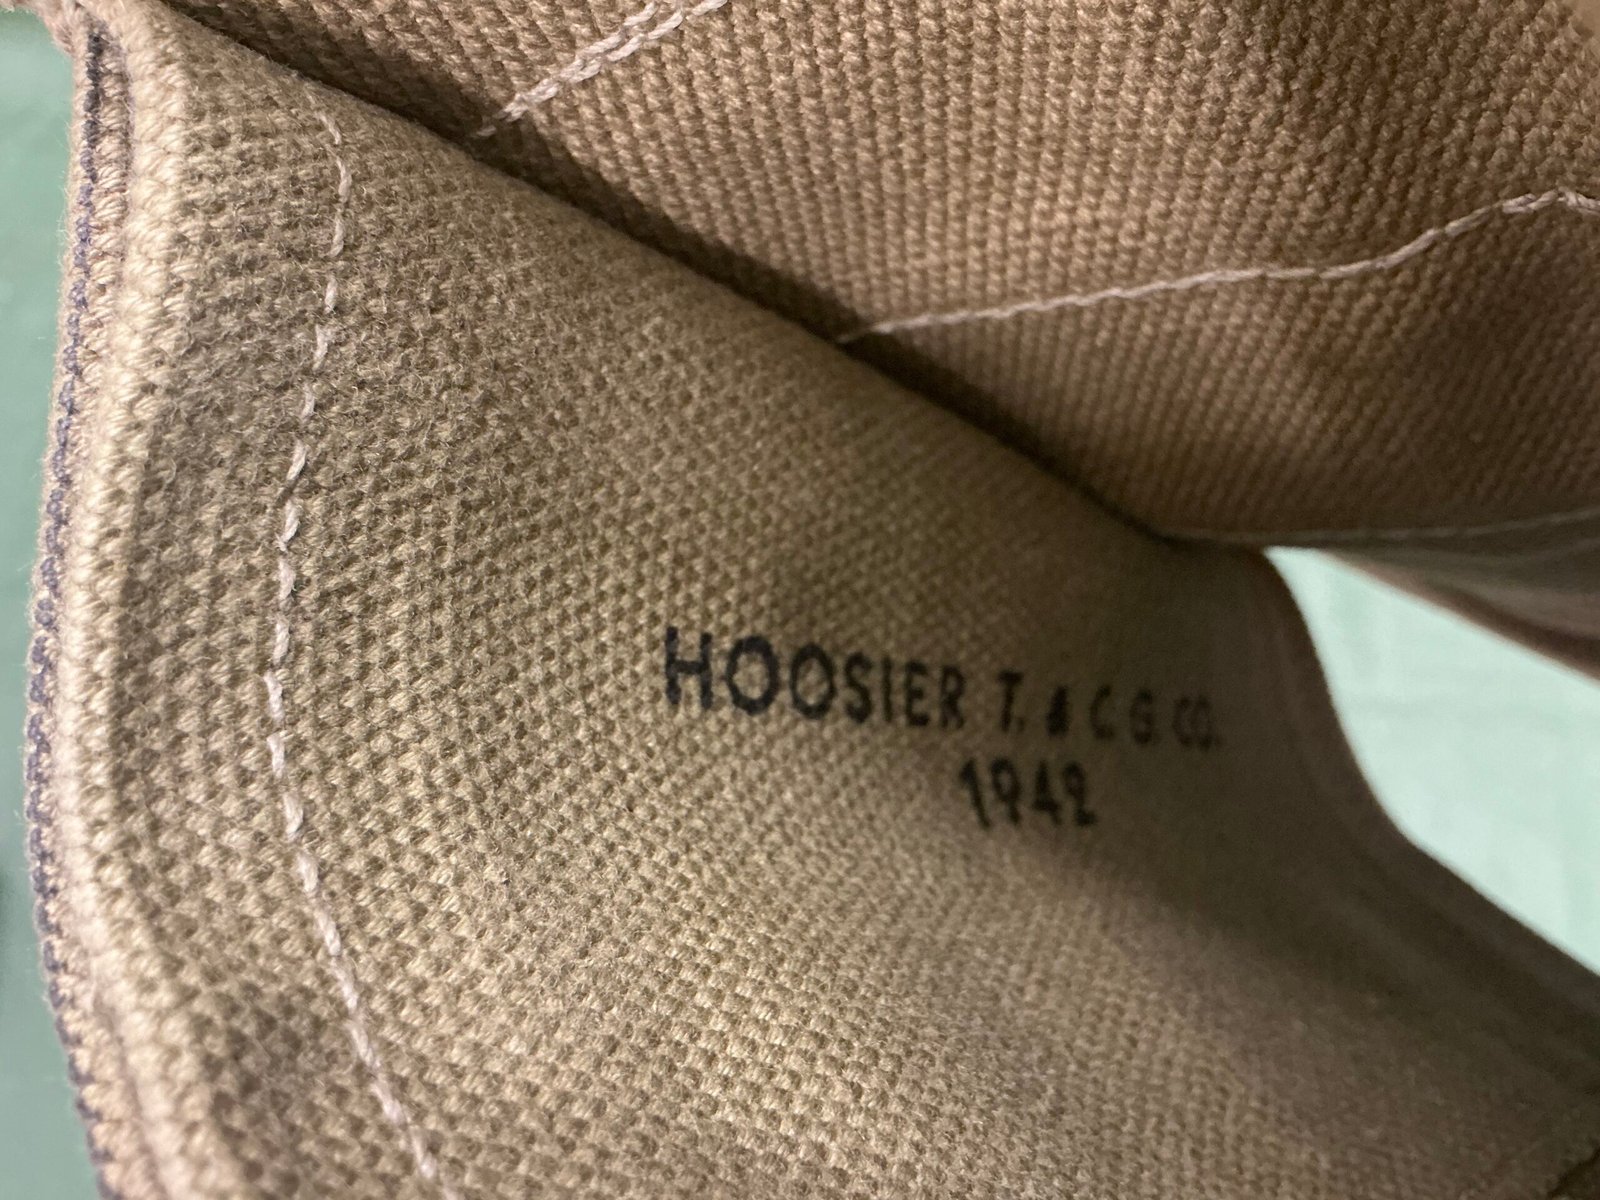 HOOSIER T. & C. G. CO.
1942